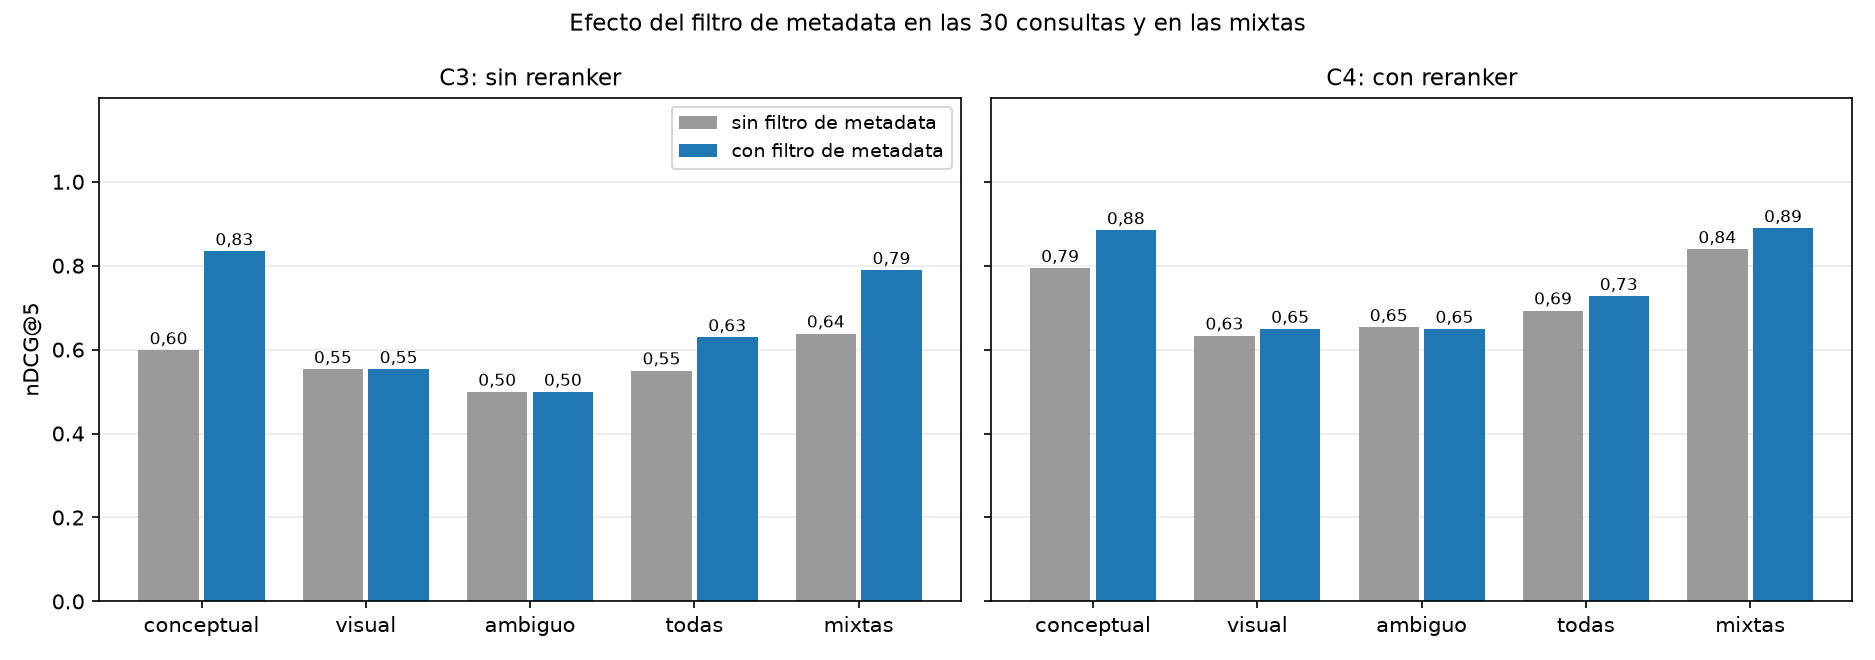 Efecto del filtro de metadata en las 30 consultas y en las mixtas
C3: sin reranker
sin filtro de metadata
con filtro de metadata
nDCG@5
1.0
0.8
0.6
0.4
0.2
0.0
0,60
0,83
0,55
0,55
0,50
0,50
0,55
0,63
0,64
0,79
conceptual
visual
ambiguo
todas
mixtas
C4: con reranker
0,79
0,88
0,63
0,65
0,65
0,65
0,69
0,73
0,84
0,89
conceptual
visual
ambiguo
todas
mixtas